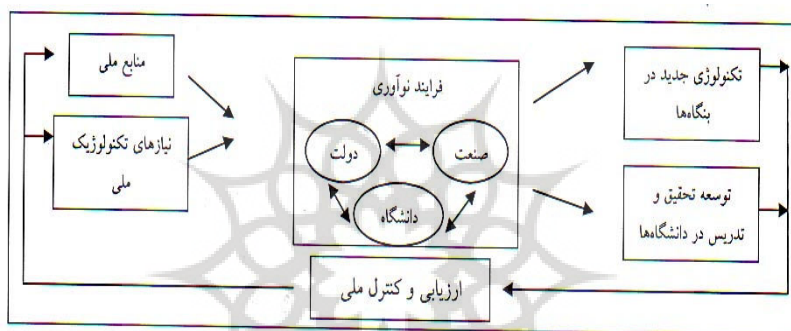 منابع ملی
نیازهای تکنولوژیک
ملی
فرایند نوآوری
دولت
صنعت
دانشگاه
تکنولوژی جدید در
بنگاه‌ها
توسعه تحقیق و
تدریس در دانشگاه‌ها
ارزیابی و کنترل ملی